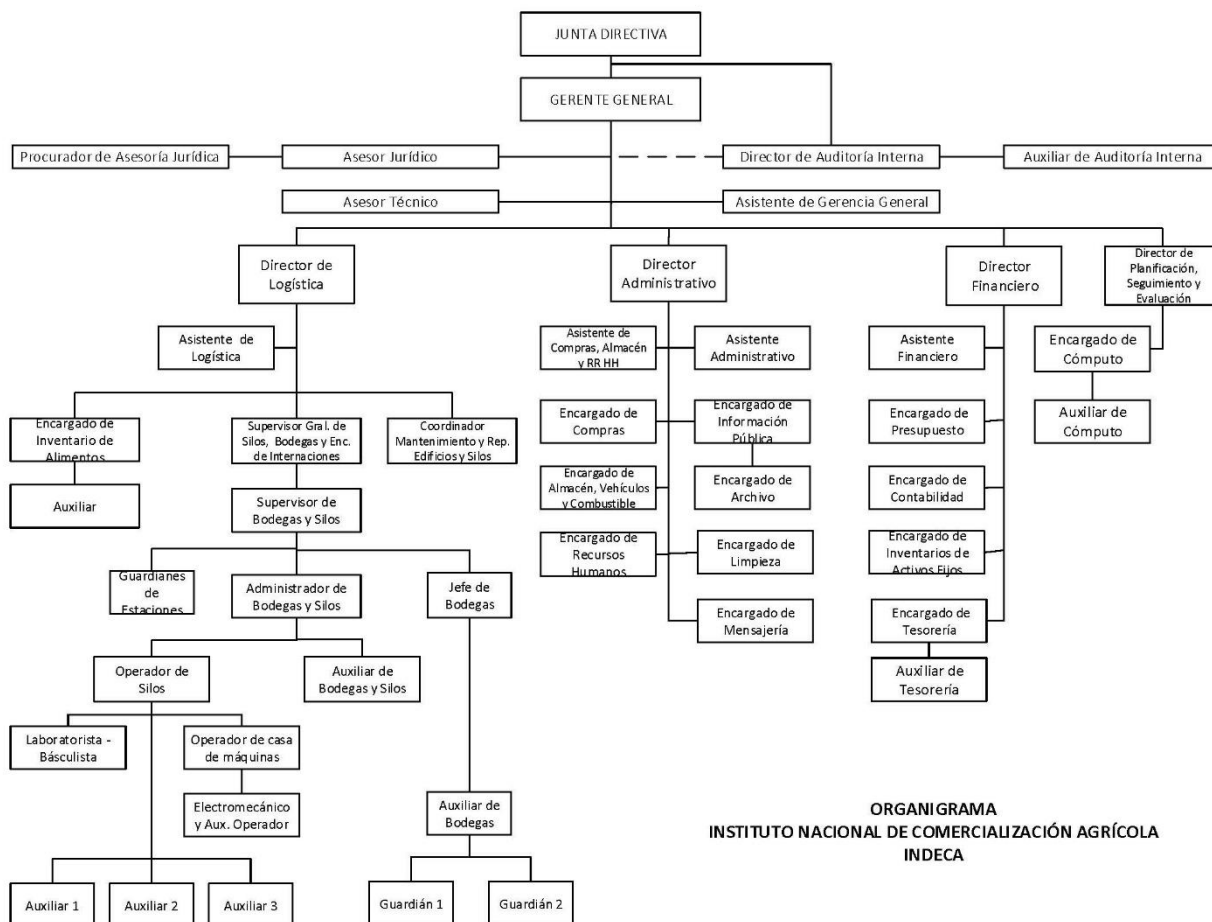 JUNTA DIRECTIVA
GERENTE GENERAL
Procurador de Asesoría Jurídica
Asesor Jurídico
Director de Auditoría Interna
Auxiliar de Auditoría Interna
Asesor Técnico
Asistente de Gerencia General
Director de
Logística
Director
Administrativo
Director
Financiero
Director de
Planificación,
Seguimiento y
Evaluación
Asistente de
Logística
Asistente de
Compras, Almacén
y RR HH
Asistente
Administrativo
Asistente
Financiero
Encargado de
Cómputo
Encargado de
Inventario de
Alimentos
Supervisor Gral. de
Silos, Bodegas y Enc.
de Internaciones
Coordinador
Mantenimiento y Rep.
Edificios y Silos
Encargado de
Compras
Encargado de
Información
Pública
Encargado de
Presupuesto
Auxiliar de
Cómputo
Auxiliar
Supervisor de
Bodegas y Silos
Encargado de
Almacén, Vehículos
y Combustible
Encargado de
Archivo
Encargado de
Contabilidad
Guardianes
de
Estaciones
Administrador de
Bodegas y Silos
Jefe de
Bodegas
Encargado de
Recursos
Humanos
Encargado de
Limpieza
Encargado de
Inventarios de
Activos Fijos
Encargado de
Mensajería
Encargado de
Tesorería
Operador de
Silos
Auxiliar de
Bodegas y Silos
Auxiliar de
Tesorería
Laboratorista -
Básculista
Operador de casa
de máquinas
Electromecánico
y Aux. Operador
Auxiliar de
Bodegas
Auxiliar 1
Auxiliar 2
Auxiliar 3
Guardián 1
Guardián 2
ORGANIGRAMA
INSTITUTO NACIONAL DE COMERCIALIZACIÓN AGRÍCOLA
INDECA